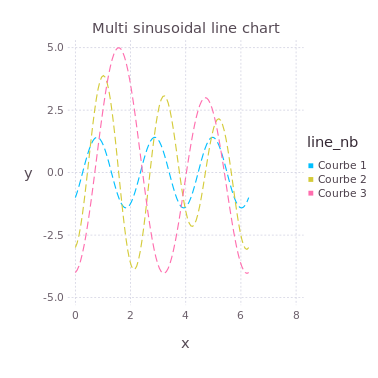 Multi sinusoidal line chart
5.0
2.5
0.0
-2.5
-5.0
y
0 2 4 6 8
x
line_nb
Courbe 1
Courbe 2
Courbe 3